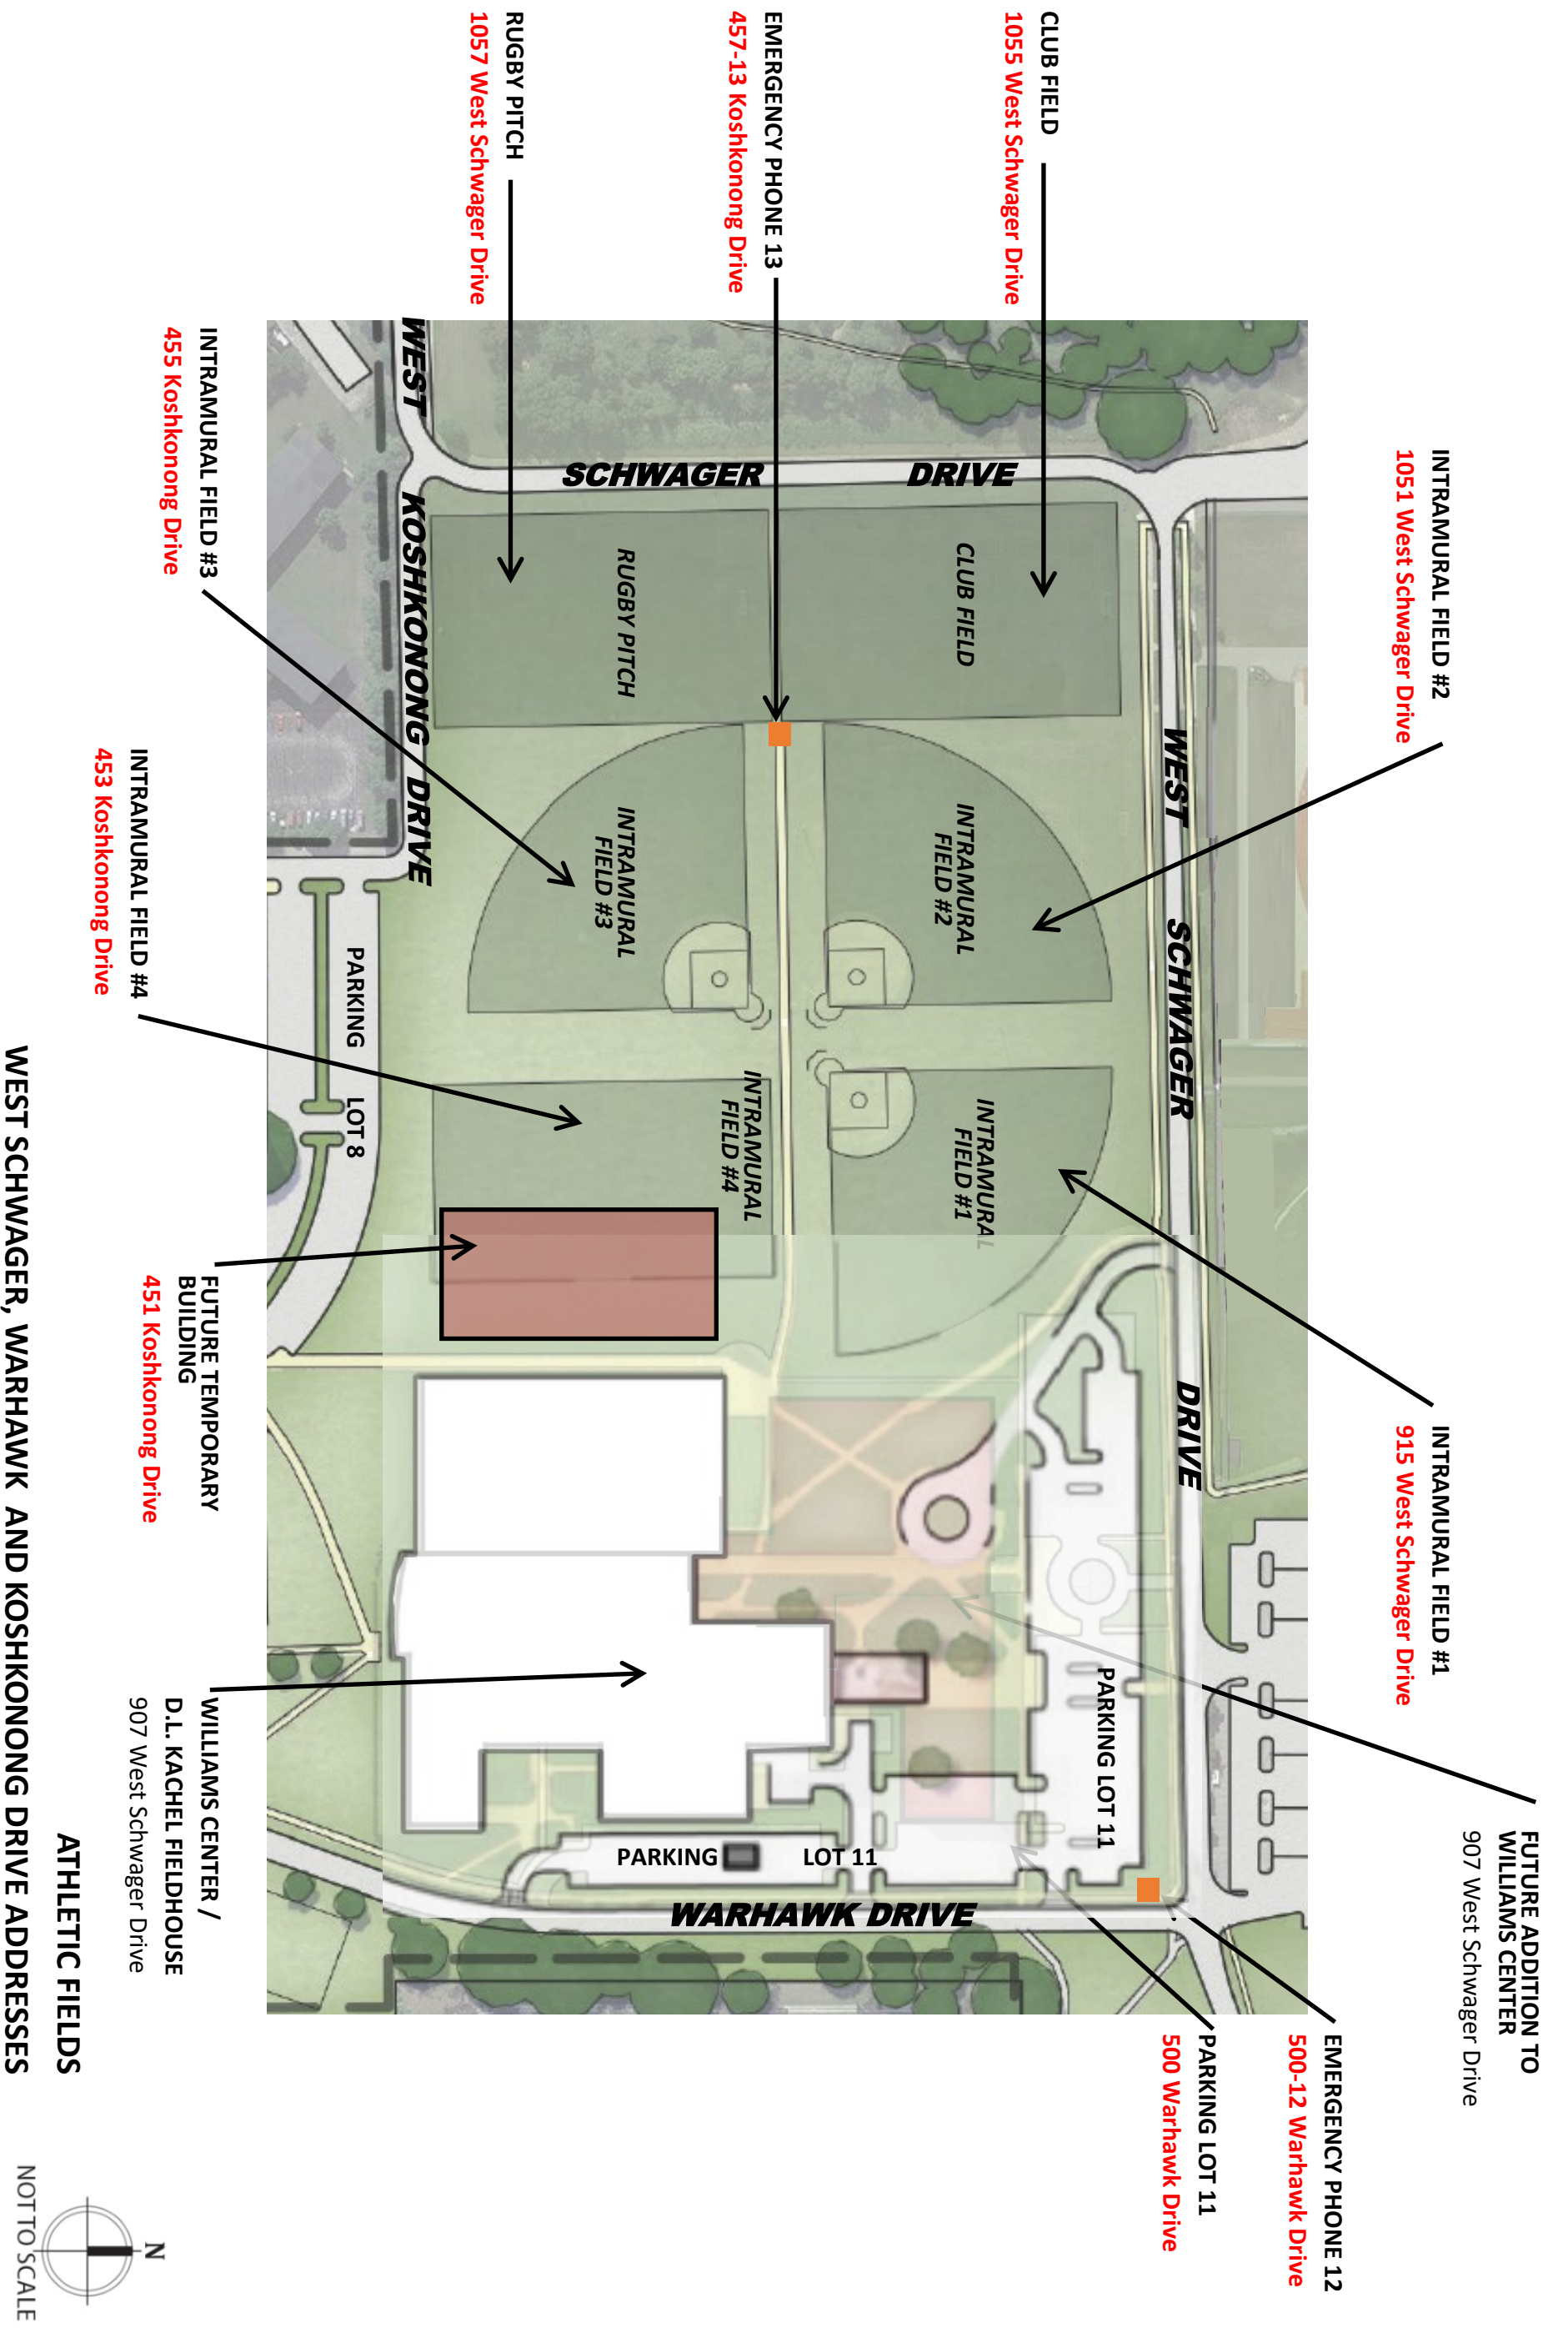 INTRAMURAL FIELD #2
1051 West Schwager Drive
INTRAMURAL FIELD #1
915 West Schwager Drive
FUTURE ADDITION TO
WILLIAMS CENTER
907 West Schwager Drive
EMERGENCY PHONE 12
500-12 Warhawk Drive
PARKING LOT 11
500 Warhawk Drive
CLUB FIELD
1055 West Schwager Drive
EMERGENCY PHONE 13
457-13 Koshkonong Drive
RUGBY PITCH
1057 West Schwager Drive
WEST SCHWAGER DRIVE
SCHWAGER DRIVE
CLUB FIELD
INTRAMURAL
FIELD #2
INTRAMURAL
FIELD #1
PARKING LOT 11
RUGBY PITCH
INTRAMURAL
FIELD #3
INTRAMURAL
FIELD #4
PARKING LOT 11
WARHAWK DRIVE
WEST KOSHKONONG DRIVE
PARKING LOT 8
INTRAMURAL FIELD #3
455 Koshkonong Drive
INTRAMURAL FIELD #4
453 Koshkonong Drive
FUTURE TEMPORARY
BUILDING
451 Koshkonong Drive
WILLIAMS CENTER /
D.L. KACHEL FIELDHOUSE
907 West Schwager Drive
ATHLETIC FIELDS
WEST SCHWAGER, WARHAWK AND KOSHKONONG DRIVE ADDRESSES
N
NOT TO SCALE